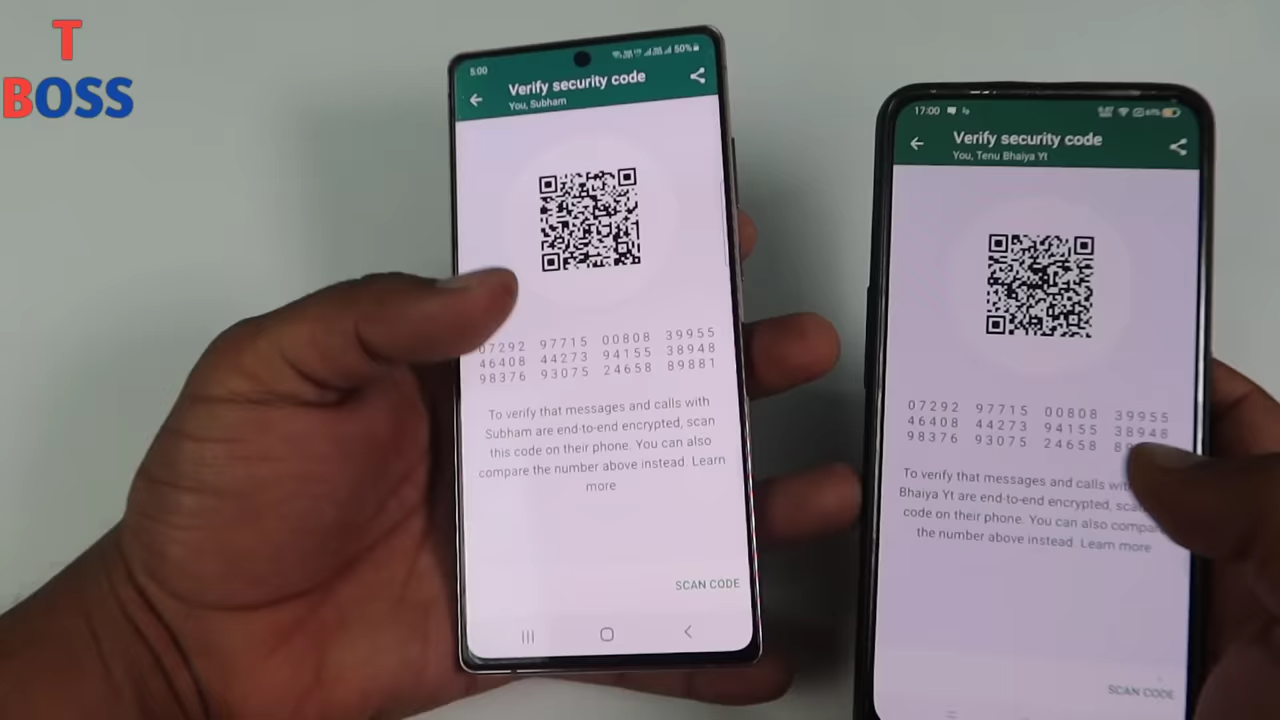 T
BOSS
5:00
50%
Verify security code
You, Subham
07292 97715 00808 39955
46408 44273 94155 38948
98376 93075 24658 89881
To verify that messages and calls with
Subham are end-to-end encrypted, scan
this code on their phone. You can also
compare the number above instead. Learn
more
SCAN CODE
17:00
Verify security code
You, Tenu Bhaiya Yt
07292 97715 00808 39955
46408 44273 94155 38948
98376 93075 24658
To verify that messages and calls
Bhaiya Yt are end-to-end encrypted,
code on their phone. You can also
the number above instead. Learn more
SCAN CODE